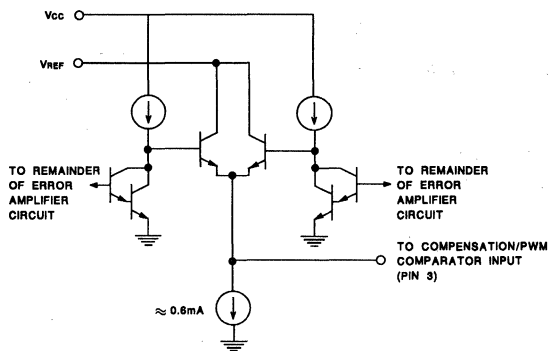 VCC
VREF
TO REMAINDER
OF ERROR
AMPLIFIER
CIRCUIT
TO REMAINDER
OF ERROR
AMPLIFIER
CIRCUIT
TO COMPENSATION/PWM
COMPARATOR INPUT
(PIN 3)
≈ 0.6mA